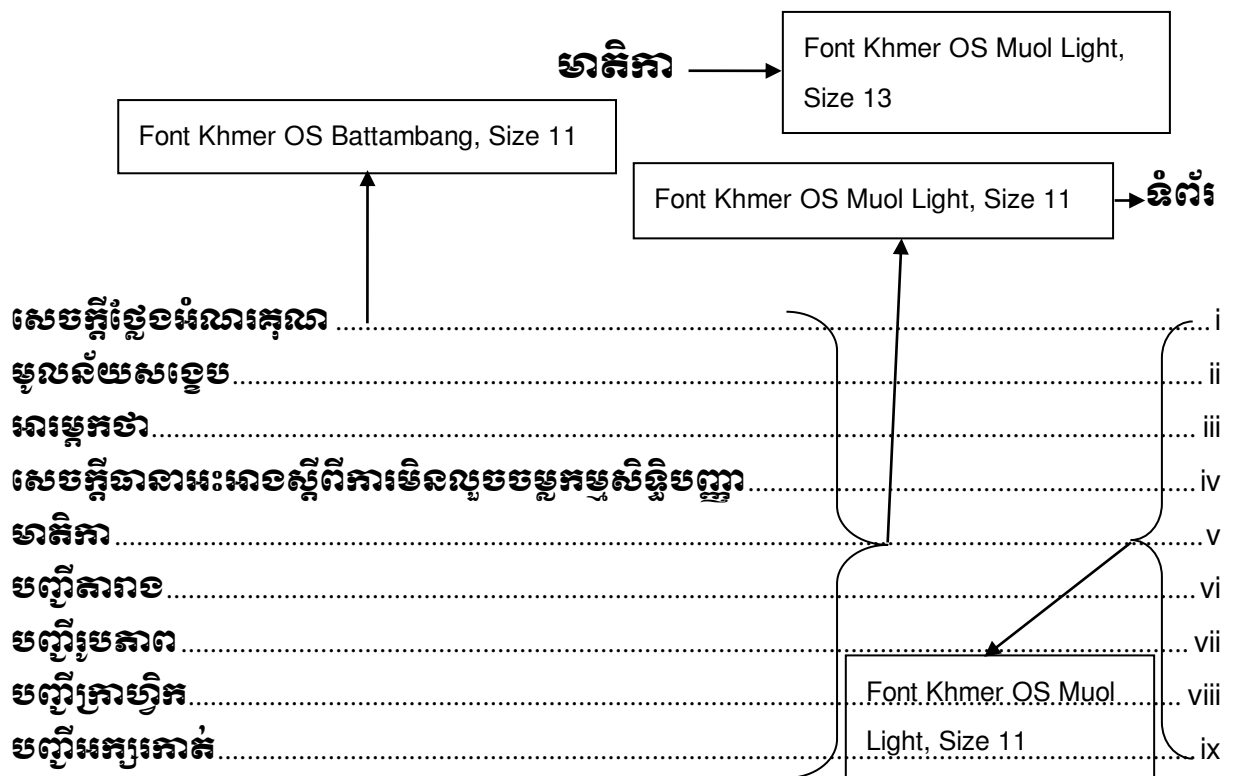 មាតិកា
Font Khmer OS Muol Light,
Size 13
Font Khmer OS Battambang, Size 11
Font Khmer OS Muol Light, Size 11
ទំព័រ
សេចក្តីថ្លែងអំណរគុណ ........................................................ i
មូលន័យសង្ខេប ........................................................ ii
អារម្ភកថា ........................................................ iii
សេចក្តីធានាអះអាងស្តីពីការមិនលួចចម្លងកម្មសិទ្ធិបញ្ញា ........................................................ iv
មាតិកា ........................................................ v
បញ្ជីតារាង ........................................................ vi
បញ្ជីរូបភាព ........................................................ vii
បញ្ជីក្រាហ្វិក ........................................................ viii
បញ្ជីអក្សរកាត់ ........................................................ ix
Font Khmer OS Muol
Light, Size 11